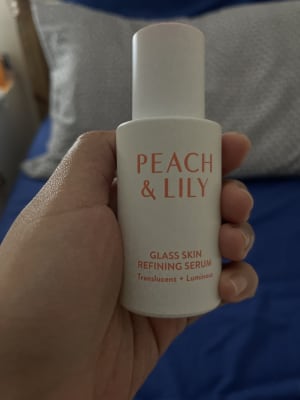 PEACH
& LILY
GLASS SKIN
REFINING SERUM
Translucent + Luminous